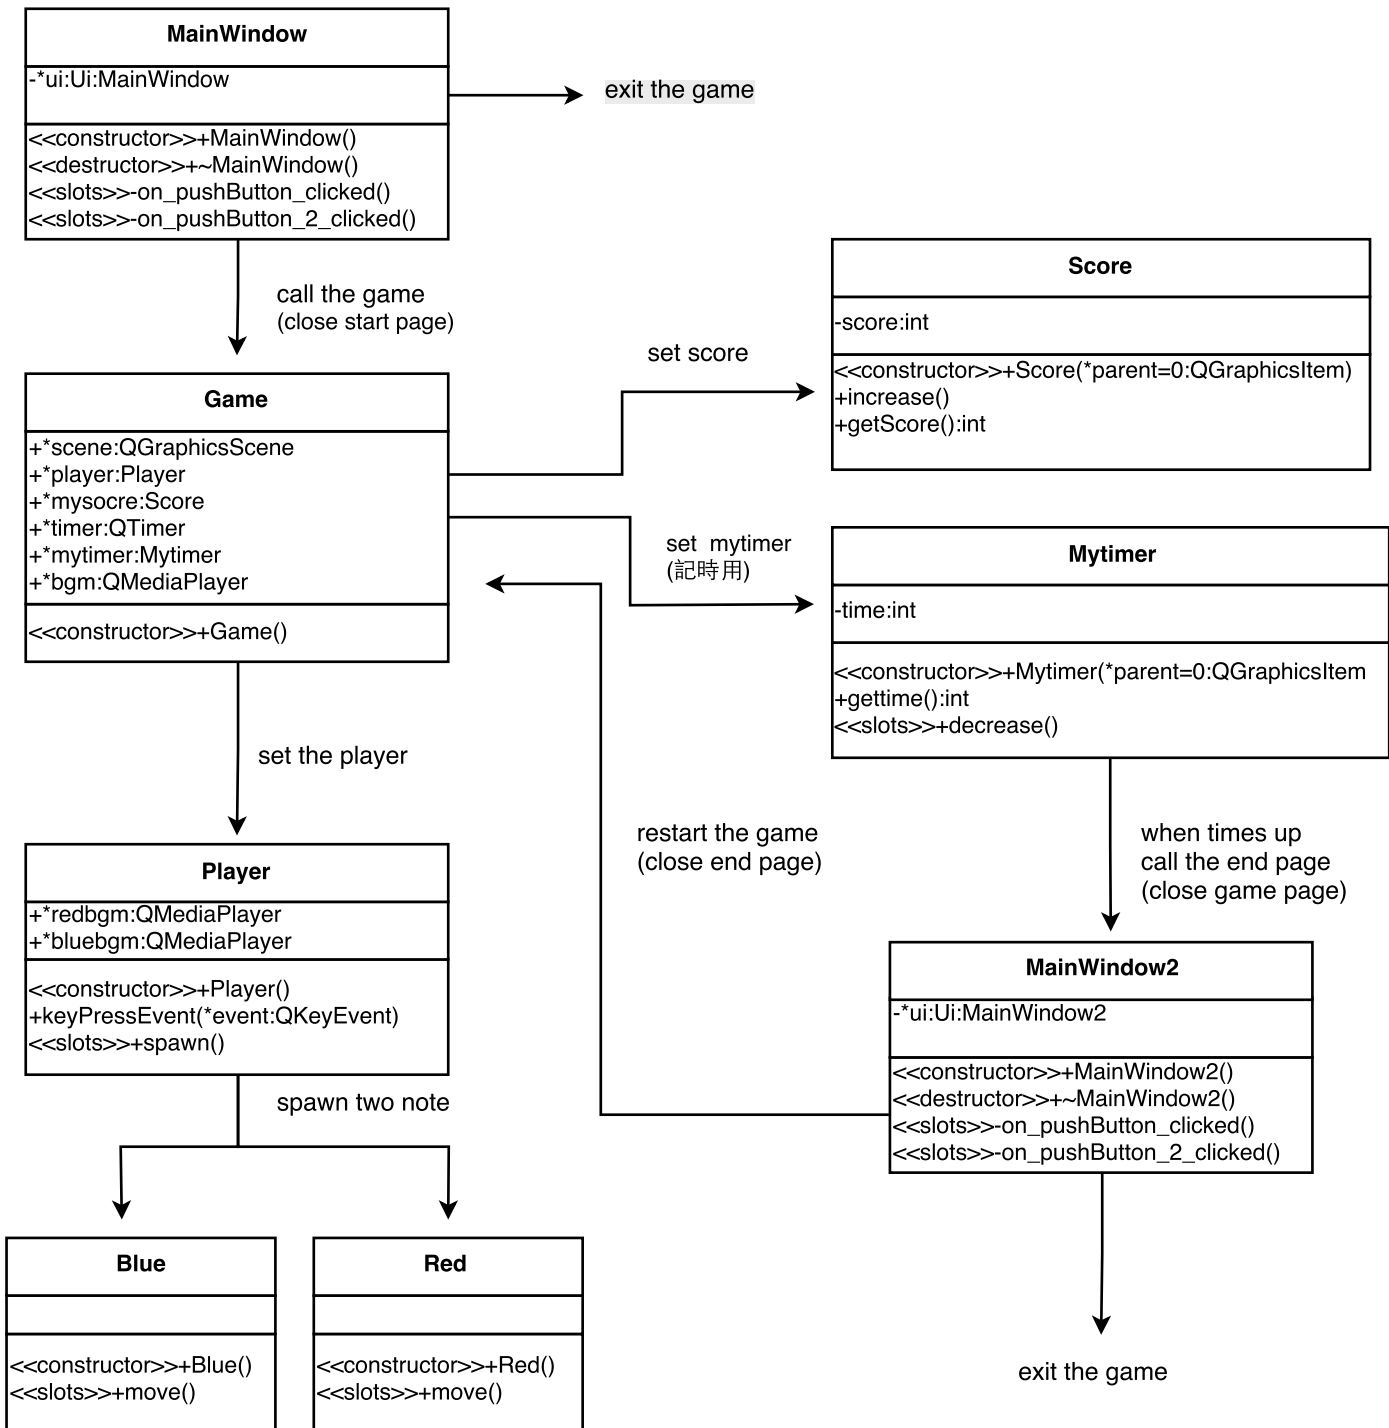 MainWindow
-*ui:Ui:MainWindow
<<constructor>>+MainWindow()
<<destructor>>+~MainWindow()
<<slots>>-on_pushButton_clicked()
<<slots>>-on_pushButton_2_clicked()
exit the game
call the game
(close start page)
Game
+*scene:QGraphicsScene
+*player:Player
+*mysocre:Score
+*timer:QTimer
+*mytimer:Mytimer
+*bgm:QMediaPlayer
<<constructor>>+Game()
set score
Score
-score:int
<<constructor>>+Score(*parent=0:QGraphicsItem)
+increase()
+getScore():int
set  mytimer
(記時用)
Mytimer
-time:int
<<constructor>>+Mytimer(*parent=0:QGraphicsItem
+gettime():int
<<slots>>+decrease()
set the player
restart the game
(close end page)
when times up
call the end page
(close game page)
Player
+*redbgm:QMediaPlayer
+*bluebgm:QMediaPlayer
<<constructor>>+Player()
+keyPressEvent(*event:QKeyEvent)
<<slots>>+spawn()
MainWindow2
-*ui:Ui:MainWindow2
<<constructor>>+MainWindow2()
<<destructor>>+~MainWindow2()
<<slots>>-on_pushButton_clicked()
<<slots>>-on_pushButton_2_clicked()
spawn two note
Blue
<<constructor>>+Blue()
<<slots>>+move()
Red
<<constructor>>+Red()
<<slots>>+move()
exit the game